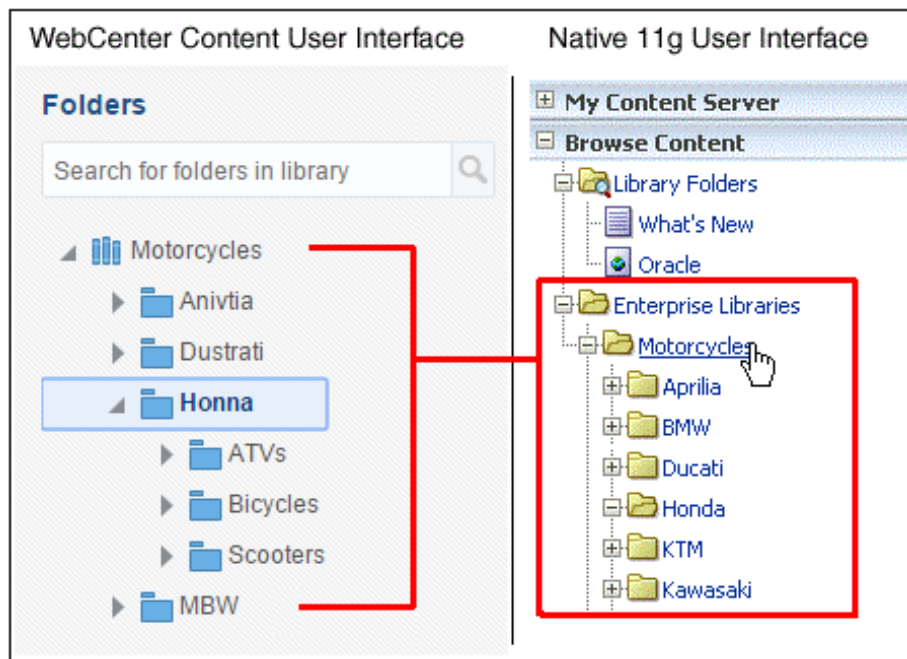 WebCenter Content User Interface
Folders
Search for folders in library
Motorcycles
Anivtia
Dustrati
Honna
ATVs
Bicycles
Scooters
MBW
Native 11g User Interface
My Content Server
Browse Content
Library Folders
What's New
Oracle
Enterprise Libraries
Motorcycles
Aprilia
BMW
Ducati
Honda
KTM
Kawasaki